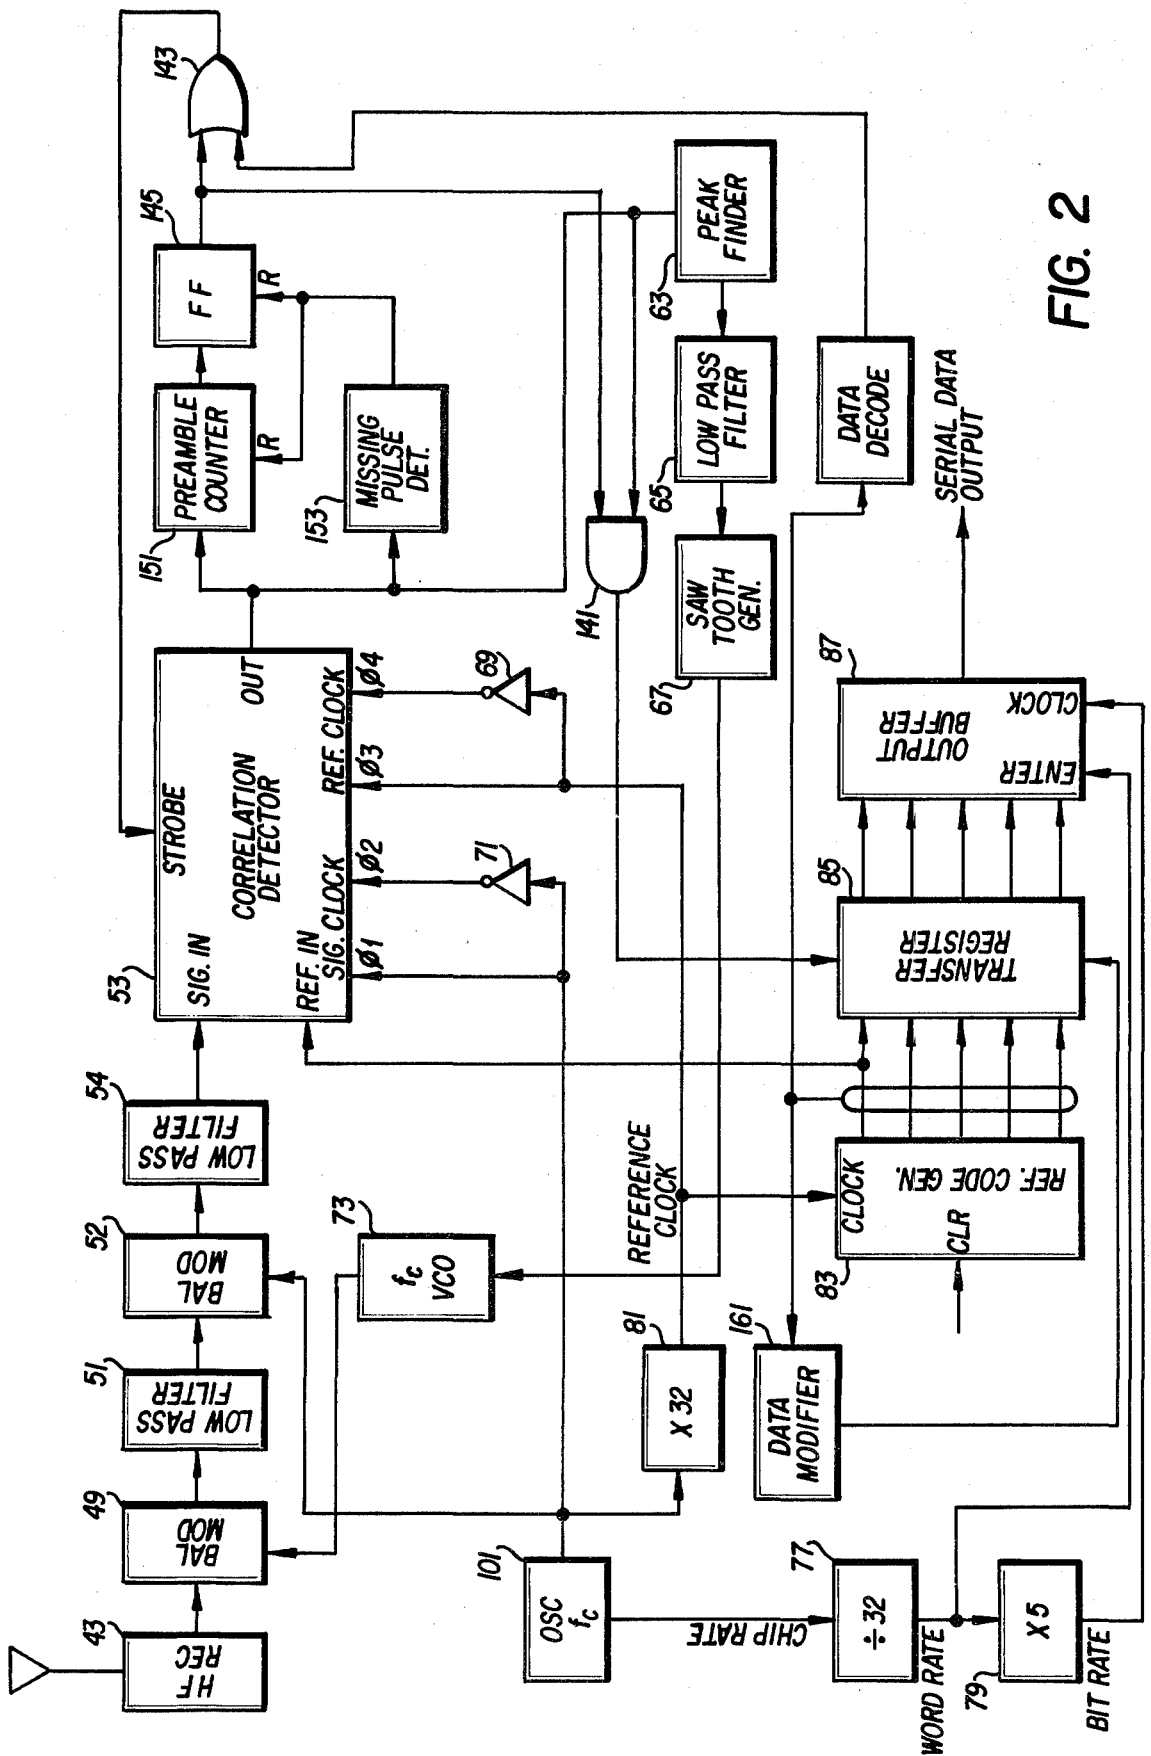 43
HF
REC
49
BAL
MOD
51
LOW PASS
FILTER
52
BAL
MOD
54
LOW PASS
FILTER
53
SIG. IN
STROBE
CORRELATION
DETECTOR
OUT
REF. IN
SIG. CLOCK
REF. CLOCK
Ø1
Ø2
Ø3
Ø4
71
69
151
PREAMBLE
COUNTER
R
145
FF
R
143
153
MISSING
PULSE
DET.
141
73
fc
VCO
67
SAW
TOOTH
GEN.
65
LOW PASS
FILTER
63
PEAK
FINDER
101
OSC
fc
81
X 32
REFERENCE
CLOCK
161
DATA
MODIFIER
DATA
DECODE
CHIP RATE
77
÷32
WORD RATE
79
X 5
BIT RATE
83
CLOCK
CLR
REF. CODE GEN.
85
TRANSFER
REGISTER
87
OUTPUT
BUFFER
ENTER
CLOCK
SERIAL DATA
OUTPUT
FIG. 2